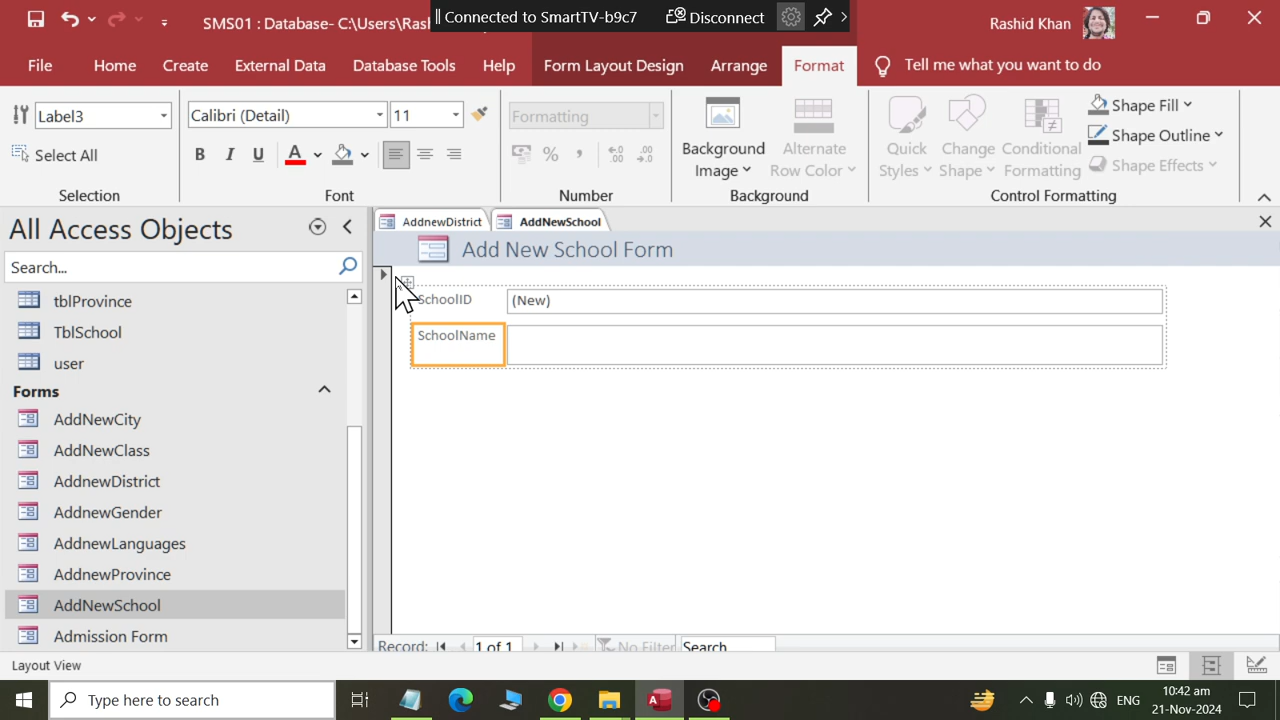 Connected to SmartTV-b9c7 Disconnect
SMS01 : Database- C:\Users\Ras
Rashid Khan
File Home Create External Data Database Tools Help Form Layout Design Arrange Format Tell me what you want to do
Label3
Select All
Selection
Calibri (Detail) 11
B I U A
Font
Formatting
% ,
Number
Background Image
Alternate Row Color
Background
Quick Styles
Change Shape
Conditional Formatting
Shape Fill
Shape Outline
Shape Effects
Control Formatting
All Access Objects
Search...
tblProvince
TblSchool
user
Forms
AddNewCity
AddNewClass
AddnewDistrict
AddnewGender
AddnewLanguages
AddnewProvince
AddNewSchool
Admission Form
AddnewDistrict AddNewSchool
Add New School Form
SchoolID (New)
SchoolName
Record: 1 of 1 No Filter Search
Layout View
Type here to search
ENG
10:42 am
21-Nov-2024